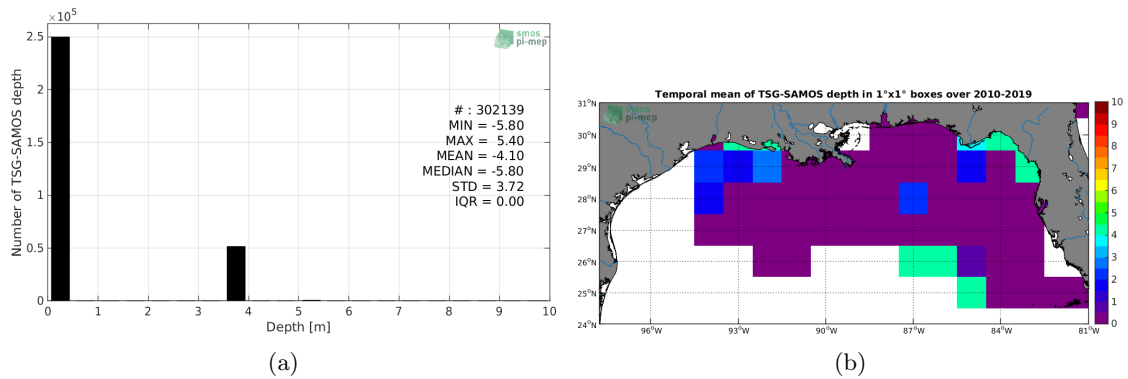 ×10⁵
smos
pi-mep
Number of TSG-SAMOS depth
2.5
2
1.5
1
0.5
0
# : 302139
MIN = -5.80
MAX = 5.40
MEAN = -4.10
MEDIAN = -5.80
STD = 3.72
IQR = 0.00
0 1 2 3 4 5 6 7 8 9 10
Depth [m]
(a)
Temporal mean of TSG-SAMOS depth in 1°x1° boxes over 2010-2019
smos
pi-mep
31°N
30°N
29°N
28°N
27°N
26°N
25°N
24°N
96°W 93°W 90°W 87°W 84°W 81°W
10
9
8
7
6
5
4
3
2
1
0
(b)